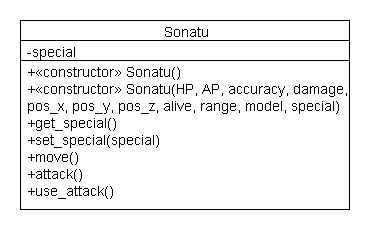 Sonatu
-special
+«constructor» Sonatu()
+«constructor» Sonatu(HP, AP, accuracy, damage,
pos_x, pos_y, pos_z, alive, range, model, special)
+get_special()
+set_special(special)
+move()
+attack()
+use_attack()